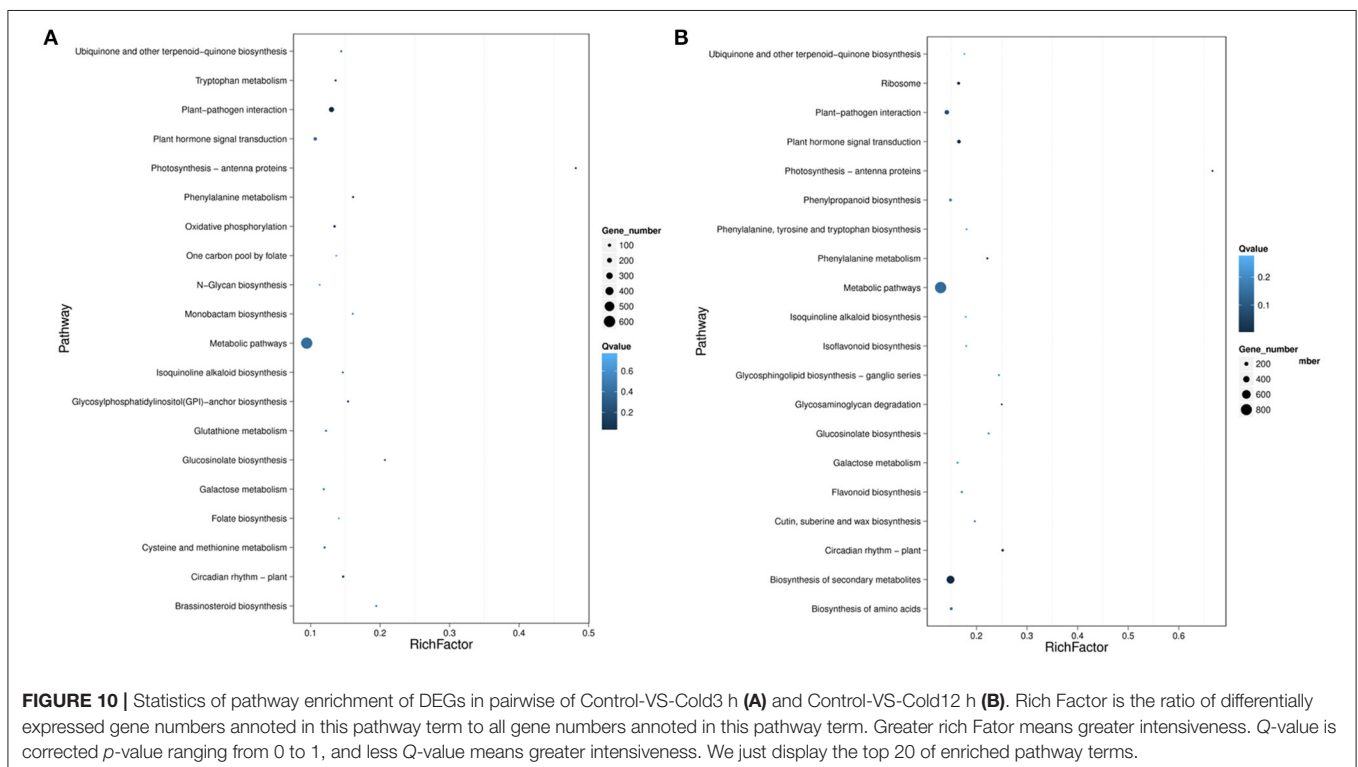 A
Ubiquinone and other terpenoid−quinone biosynthesis
Tryptophan metabolism
Plant−pathogen interaction
Plant hormone signal transduction
Photosynthesis − antenna proteins
Phenylalanine metabolism
Oxidative phosphorylation
One carbon pool by folate
N−Glycan biosynthesis
Monobactam biosynthesis
Metabolic pathways
Isoquinoline alkaloid biosynthesis
Glycosylphosphatidylinositol(GPI)−anchor biosynthesis
Glutathione metabolism
Glucosinolate biosynthesis
Galactose metabolism
Folate biosynthesis
Cysteine and methionine metabolism
Circadian rhythm − plant
Brassinosteroid biosynthesis
Pathway
0.1 0.2 0.3 0.4 0.5
RichFactor
Gene_number
100
200
300
400
500
600
Qvalue
0.6
0.4
0.2
B
Ubiquinone and other terpenoid−quinone biosynthesis
Ribosome
Plant−pathogen interaction
Plant hormone signal transduction
Photosynthesis − antenna proteins
Phenylpropanoid biosynthesis
Phenylalanine, tyrosine and tryptophan biosynthesis
Phenylalanine metabolism
Metabolic pathways
Isoquinoline alkaloid biosynthesis
Isoflavonoid biosynthesis
Glycosphingolipid biosynthesis − ganglio series
Glycosaminoglycan degradation
Glucosinolate biosynthesis
Galactose metabolism
Flavonoid biosynthesis
Cutin, suberine and wax biosynthesis
Circadian rhythm − plant
Biosynthesis of secondary metabolites
Biosynthesis of amino acids
Pathway
0.2 0.3 0.4 0.5 0.6
RichFactor
Qvalue
0.2
0.1
Gene_number
mber
200
400
600
800
FIGURE 10 | Statistics of pathway enrichment of DEGs in pairwise of Control-VS-Cold3 h (A) and Control-VS-Cold12 h (B). Rich Factor is the ratio of differentially
expressed gene numbers annoted in this pathway term to all gene numbers annoted in this pathway term. Greater rich Fator means greater intensiveness. Q-value is
corrected p-value ranging from 0 to 1, and less Q-value means greater intensiveness. We just display the top 20 of enriched pathway terms.